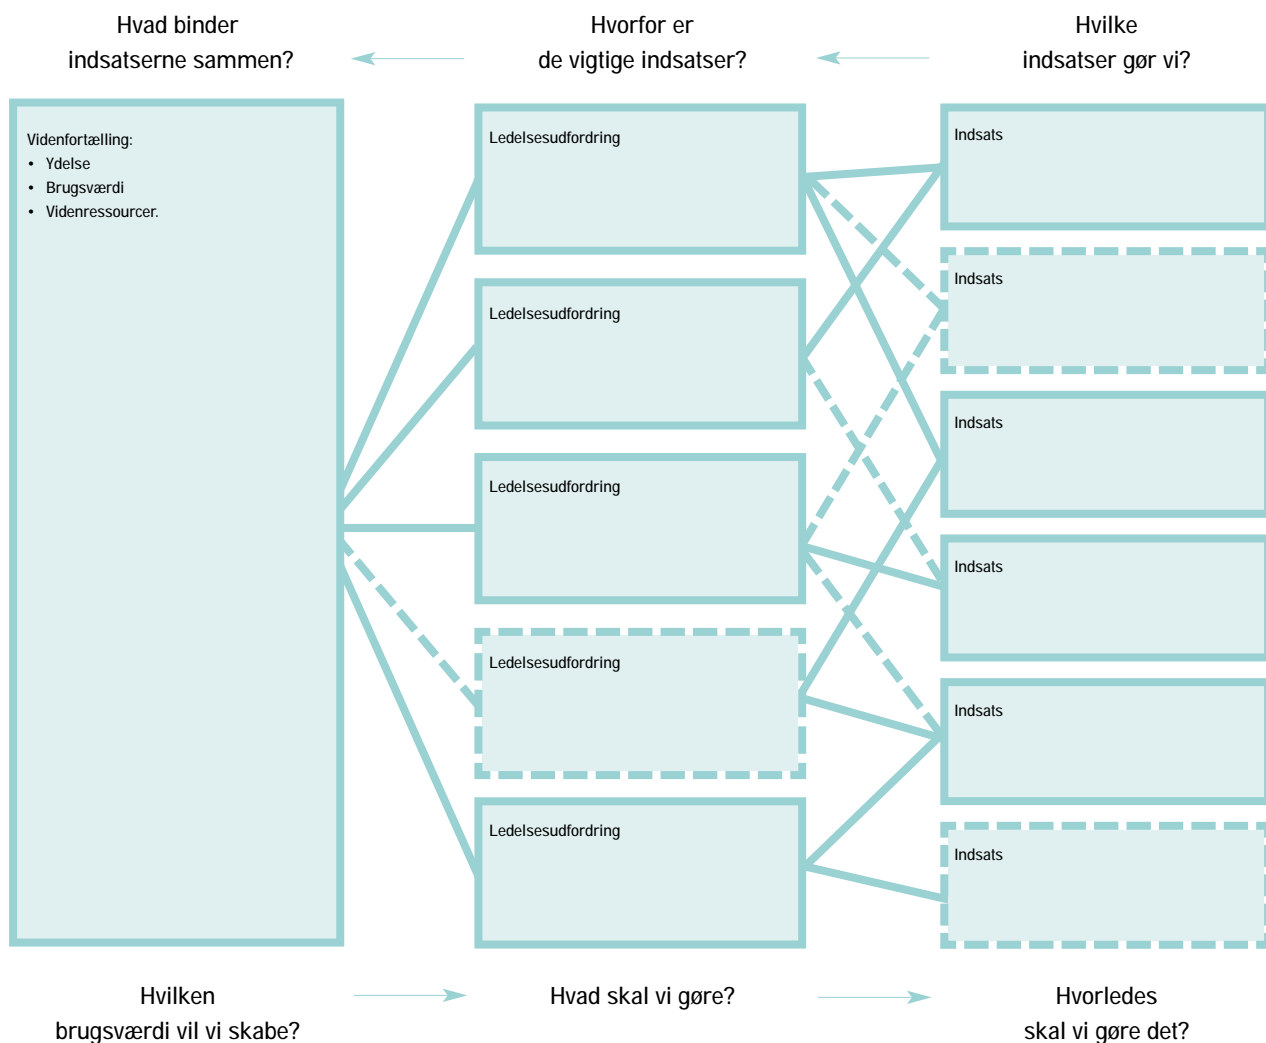 Hvad binder
indsatserne sammen?
Hvorfor er
de vigtige indsatser?
Hvilke
indsatser gør vi?
Videnfortælling:
• Ydelse
• Brugsværdi
• Videnressourcer.
Ledelsesudfordring
Ledelsesudfordring
Ledelsesudfordring
Ledelsesudfordring
Ledelsesudfordring
Indsats
Indsats
Indsats
Indsats
Indsats
Indsats
Hvilken
brugsværdi vil vi skabe?
Hvad skal vi gøre?
Hvorledes
skal vi gøre det?